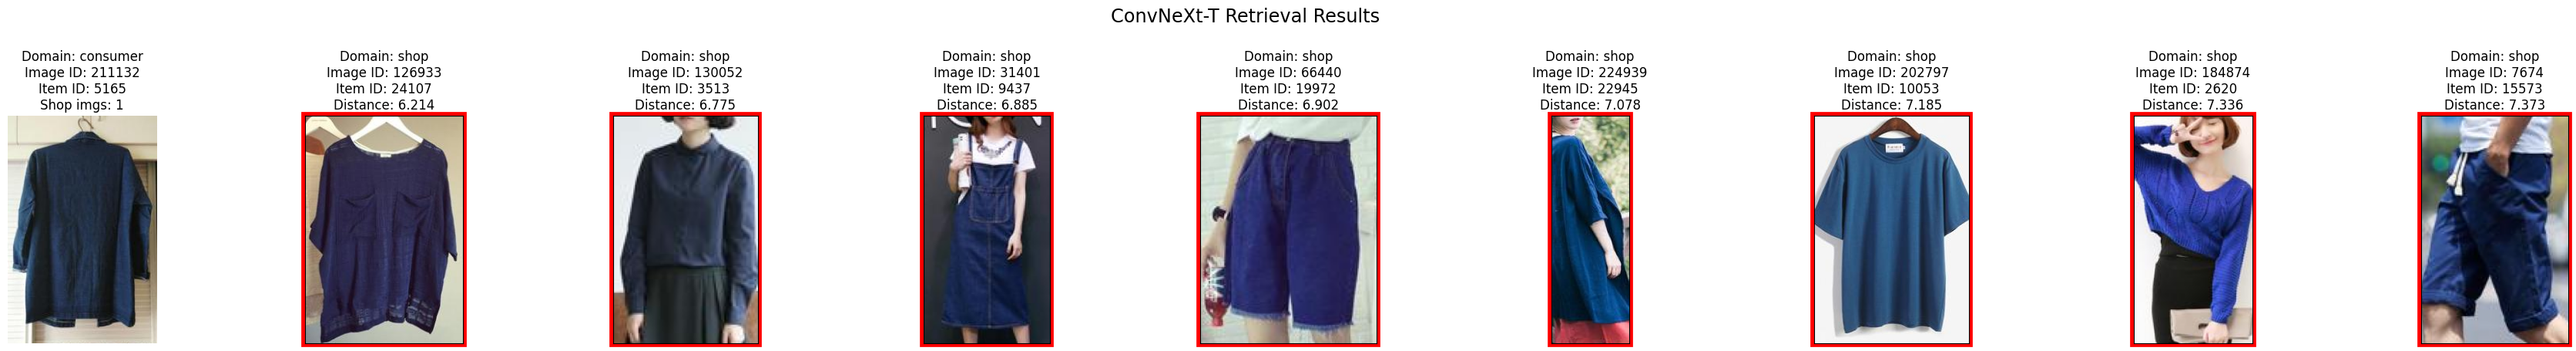 ConvNeXt-T Retrieval Results
Domain: consumer
Image ID: 211132
Item ID: 5165
Shop imgs: 1
Domain: shop
Image ID: 126933
Item ID: 24107
Distance: 6.214
Domain: shop
Image ID: 130052
Item ID: 3513
Distance: 6.775
Domain: shop
Image ID: 31401
Item ID: 9437
Distance: 6.885
Domain: shop
Image ID: 66440
Item ID: 19972
Distance: 6.902
Domain: shop
Image ID: 224939
Item ID: 22945
Distance: 7.078
Domain: shop
Image ID: 202797
Item ID: 10053
Distance: 7.185
Domain: shop
Image ID: 184874
Item ID: 2620
Distance: 7.336
Domain: shop
Image ID: 7674
Item ID: 15573
Distance: 7.373